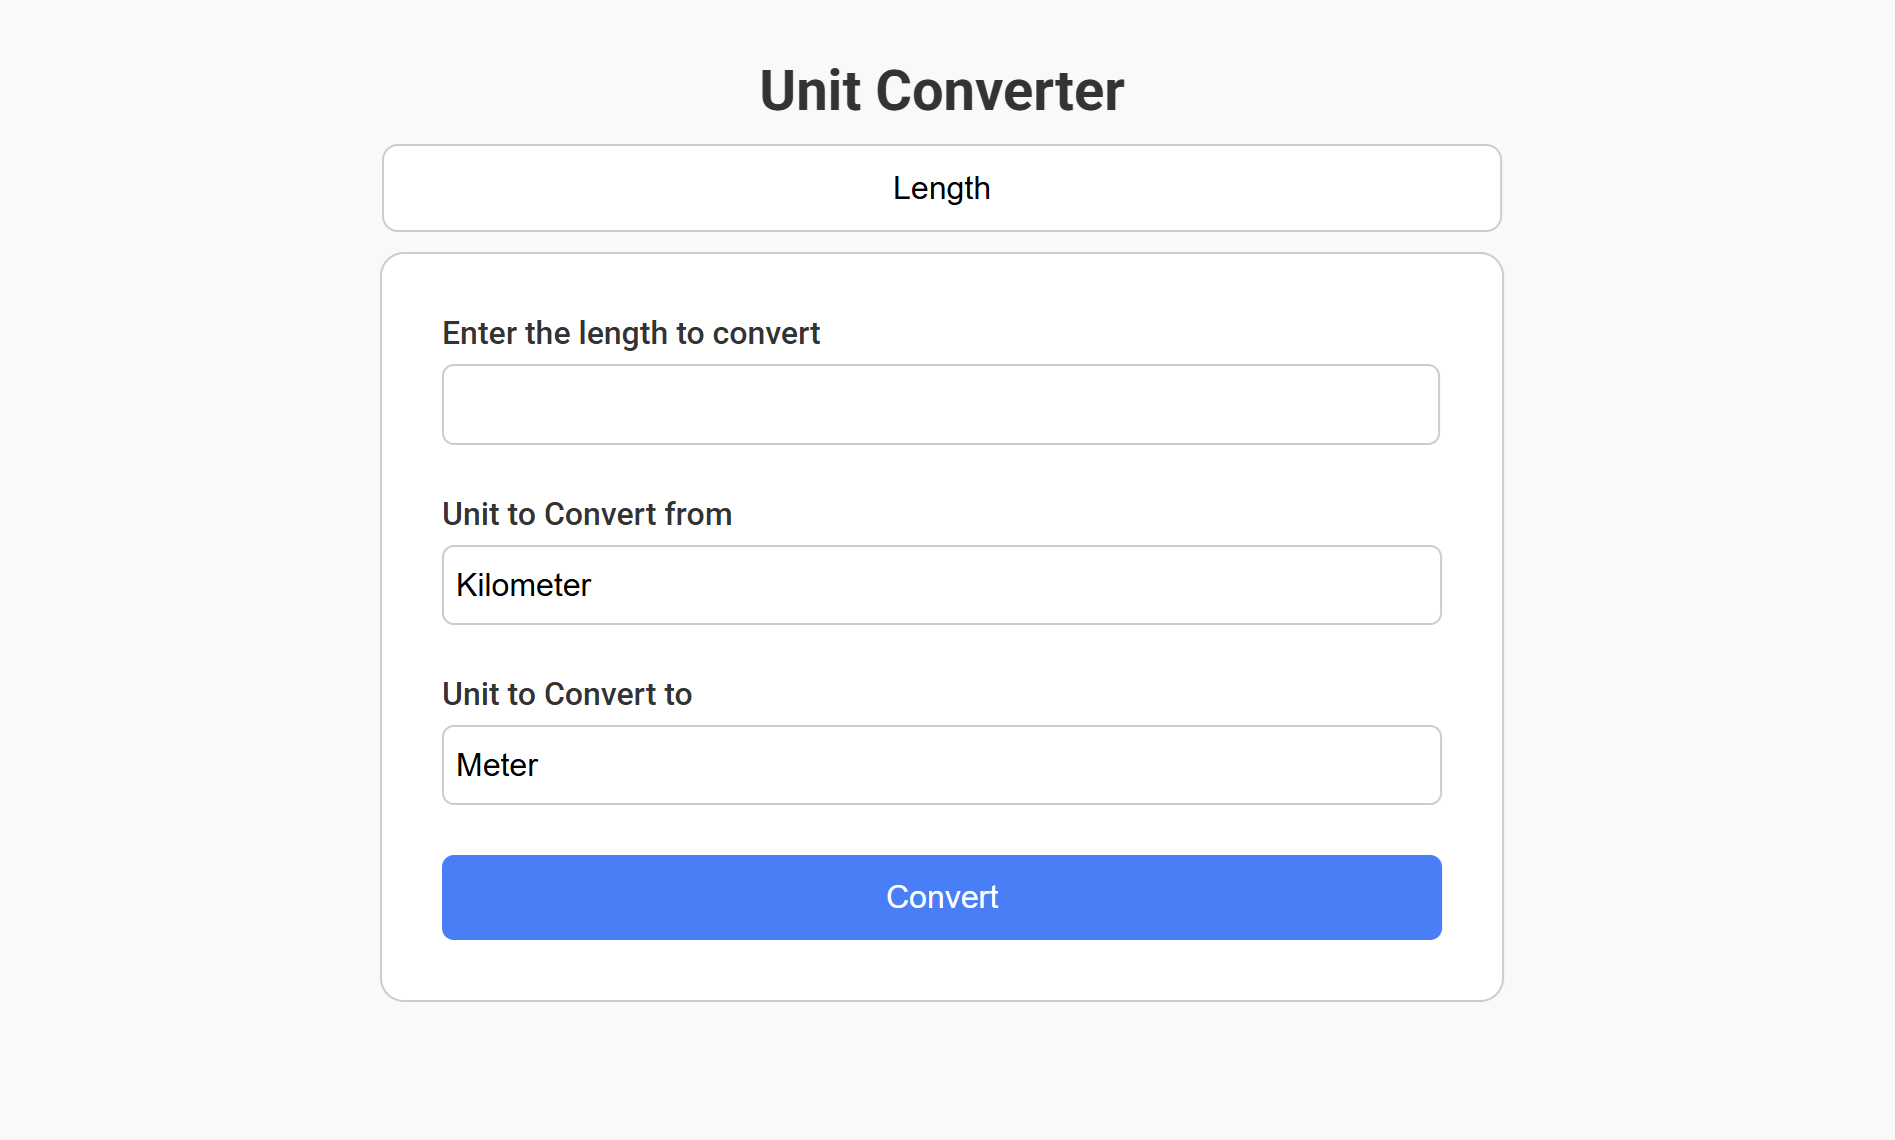 Unit Converter
Length
Enter the length to convert
Unit to Convert from
Kilometer
Unit to Convert to
Meter
Convert